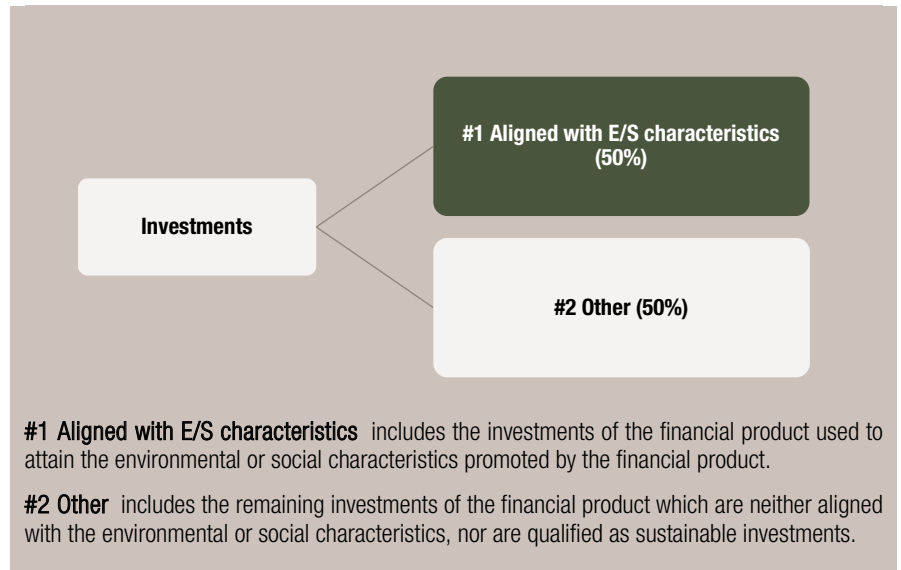 #1 Aligned with E/S characteristics
(50%)
Investments
#2 Other (50%)
#1 Aligned with E/S characteristics includes the investments of the financial product used to
attain the environmental or social characteristics promoted by the financial product.
#2 Other includes the remaining investments of the financial product which are neither aligned
with the environmental or social characteristics, nor are qualified as sustainable investments.